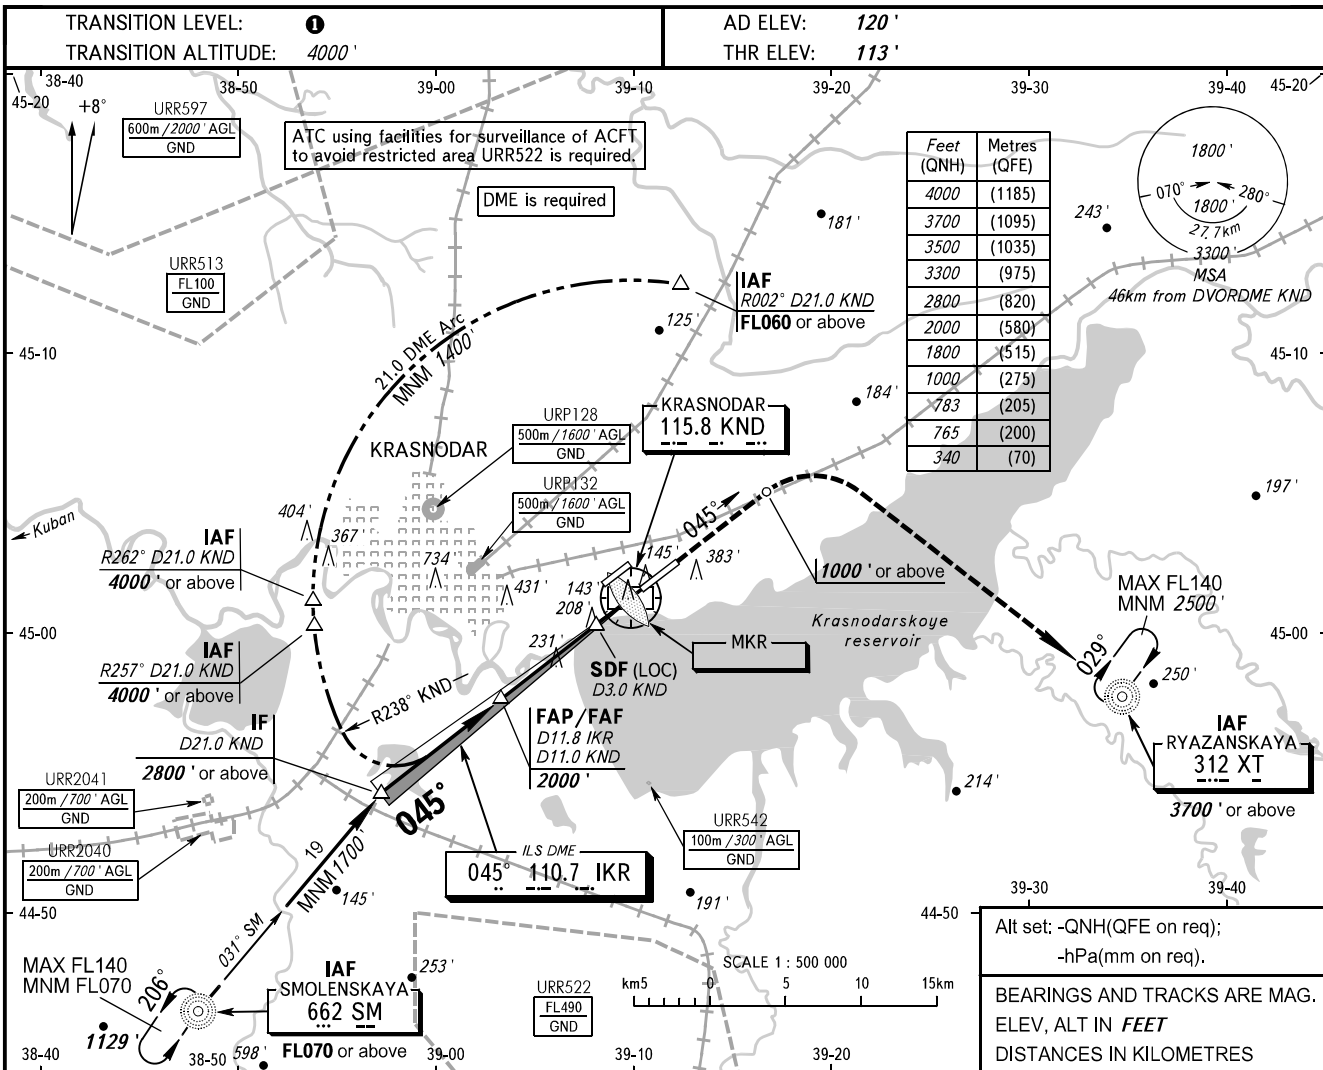 TRANSITION LEVEL: 1
TRANSITION ALTITUDE: 4000 '
AD ELEV: 120 '
THR ELEV: 113 '
38-40
38-50
39-00
39-10
39-20
39-30
39-40
45-20
45-20
+8°
URR597
600m / 2000 ' AGL
GND
ATC using facilities for surveillance of ACFT
to avoid restricted area URR522 is required.
DME is required
Feet (QNH) Metres (QFE)
4000 (1185)
3700 (1095)
3500 (1035)
3300 (975)
2800 (820)
2000 (580)
1800 (515)
1000 (275)
783 (205)
765 (200)
340 (70)
1800 '
070°
280°
1800 '
27.7km
3300 '
MSA
46km from DVORDME KND
243 '
181 '
URR513
FL100
GND
IAF
R002° D21.0 KND
FL060 or above
125 '
21.0 DME Arc
MNM 1400'
45-10
45-10
184 '
KRASNODAR
115.8 KND
URP128
500m / 1600 ' AGL
GND
KRASNODAR
URP132
500m / 1600 ' AGL
GND
197 '
Kuban
404 '
367 '
734
431 '
045°
145 '
383 '
143 '
208 '
231 '
IAF
R262° D21.0 KND
4000 ' or above
1000 ' or above
MAX FL140
MNM 2500'
Krasnodarskoye
reservoir
45-00
45-00
IAF
R257° D21.0 KND
4000 ' or above
MKR
SDF (LOC)
D3.0 KND
029°
250 '
R238° KND
IF
D21.0 KND
2800 ' or above
FAP/FAF
D11.8 IKR
D11.0 KND
2000 '
IAF
RYAZANSKAYA
312 XT
3700 ' or above
URR2041
200m / 700 ' AGL
GND
045°
214 '
URR542
100m / 300 ' AGL
GND
URR2040
200m / 700 ' AGL
GND
19
MNM 1700'
ILS DME
045° 110.7 IKR
145 '
191 '
39-30
39-40
44-50
44-50
031° SM
Alt set: -QNH(QFE on req);
-hPa(mm on req).
MAX FL140
MNM FL070
206°
IAF
SMOLENSKAYA
662 SM
FL070 or above
253 '
URR522
FL490
GND
SCALE 1 : 500 000
km5 0 5 10 15km
BEARINGS AND TRACKS ARE MAG.
ELEV, ALT IN FEET
DISTANCES IN KILOMETRES
1129 '
598 '
38-40
38-50
39-00
39-10
39-20